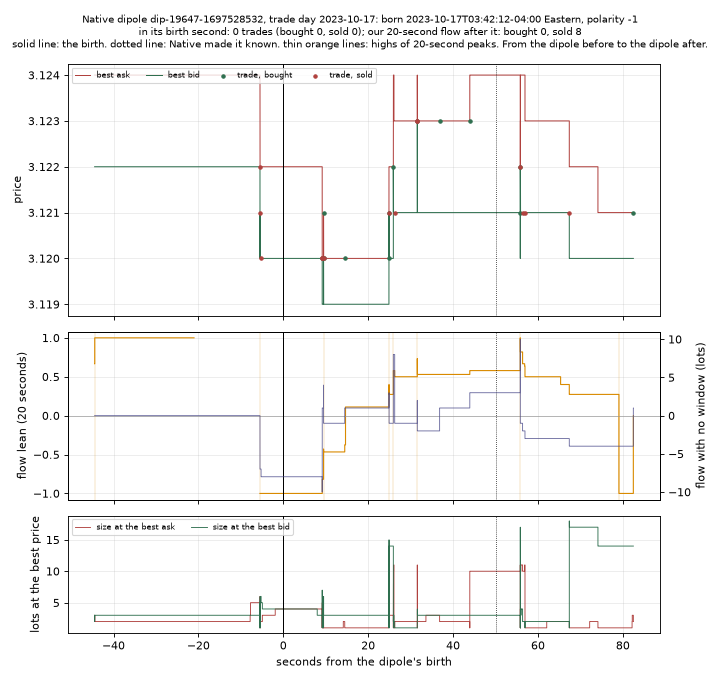 Native dipole dip-19647-1697528532, trade day 2023-10-17: born 2023-10-17T03:42:12-04:00 Eastern, polarity -1
in its birth second: 0 trades (bought 0, sold 0); our 20-second flow after it: bought 0, sold 8
solid line: the birth. dotted line: Native made it known. thin orange lines: highs of 20-second peaks. From the dipole before to the dipole after.
best ask
best bid
trade, bought
trade, sold
3.124
3.123
3.122
3.121
3.120
3.119
price
1.0
0.5
0.0
−0.5
−1.0
flow lean (20 seconds)
10
5
0
−5
−10
flow with no window (lots)
size at the best ask
size at the best bid
15
10
5
lots at the best price
−40
−20
0
20
40
60
80
seconds from the dipole's birth